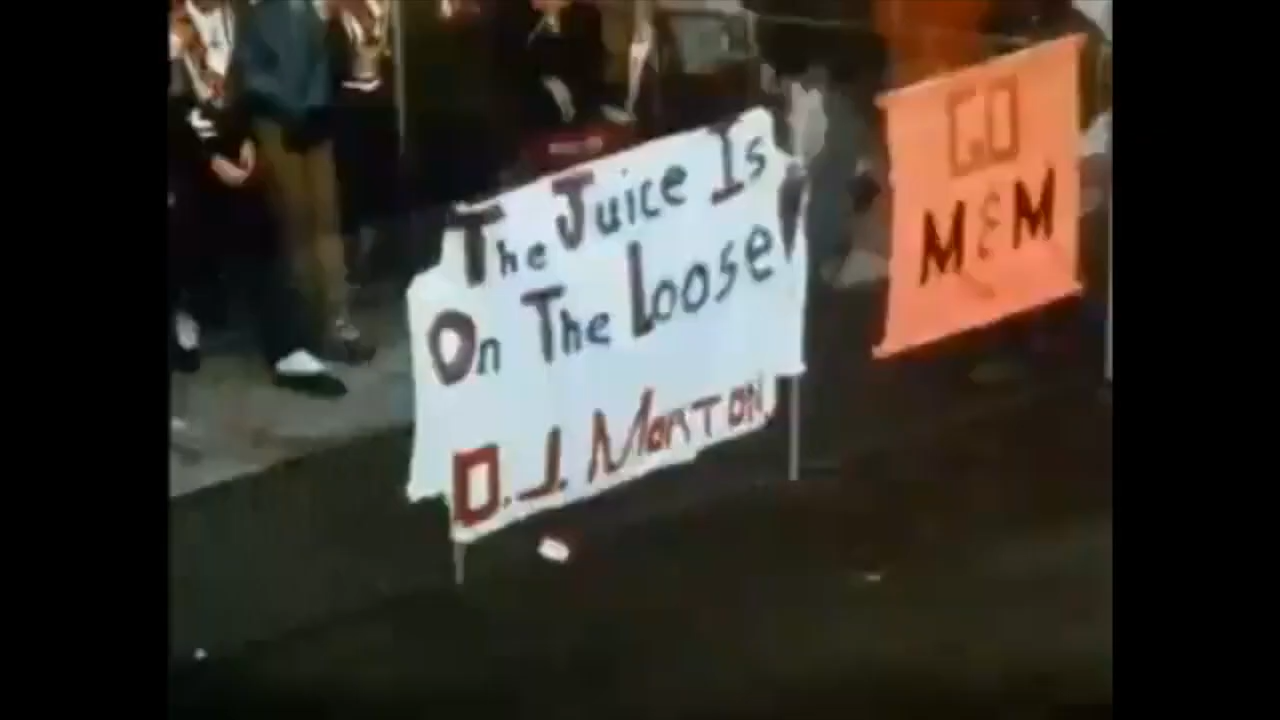 The Juice Is
On The Loose!
O.J. Morton
GO
M & M